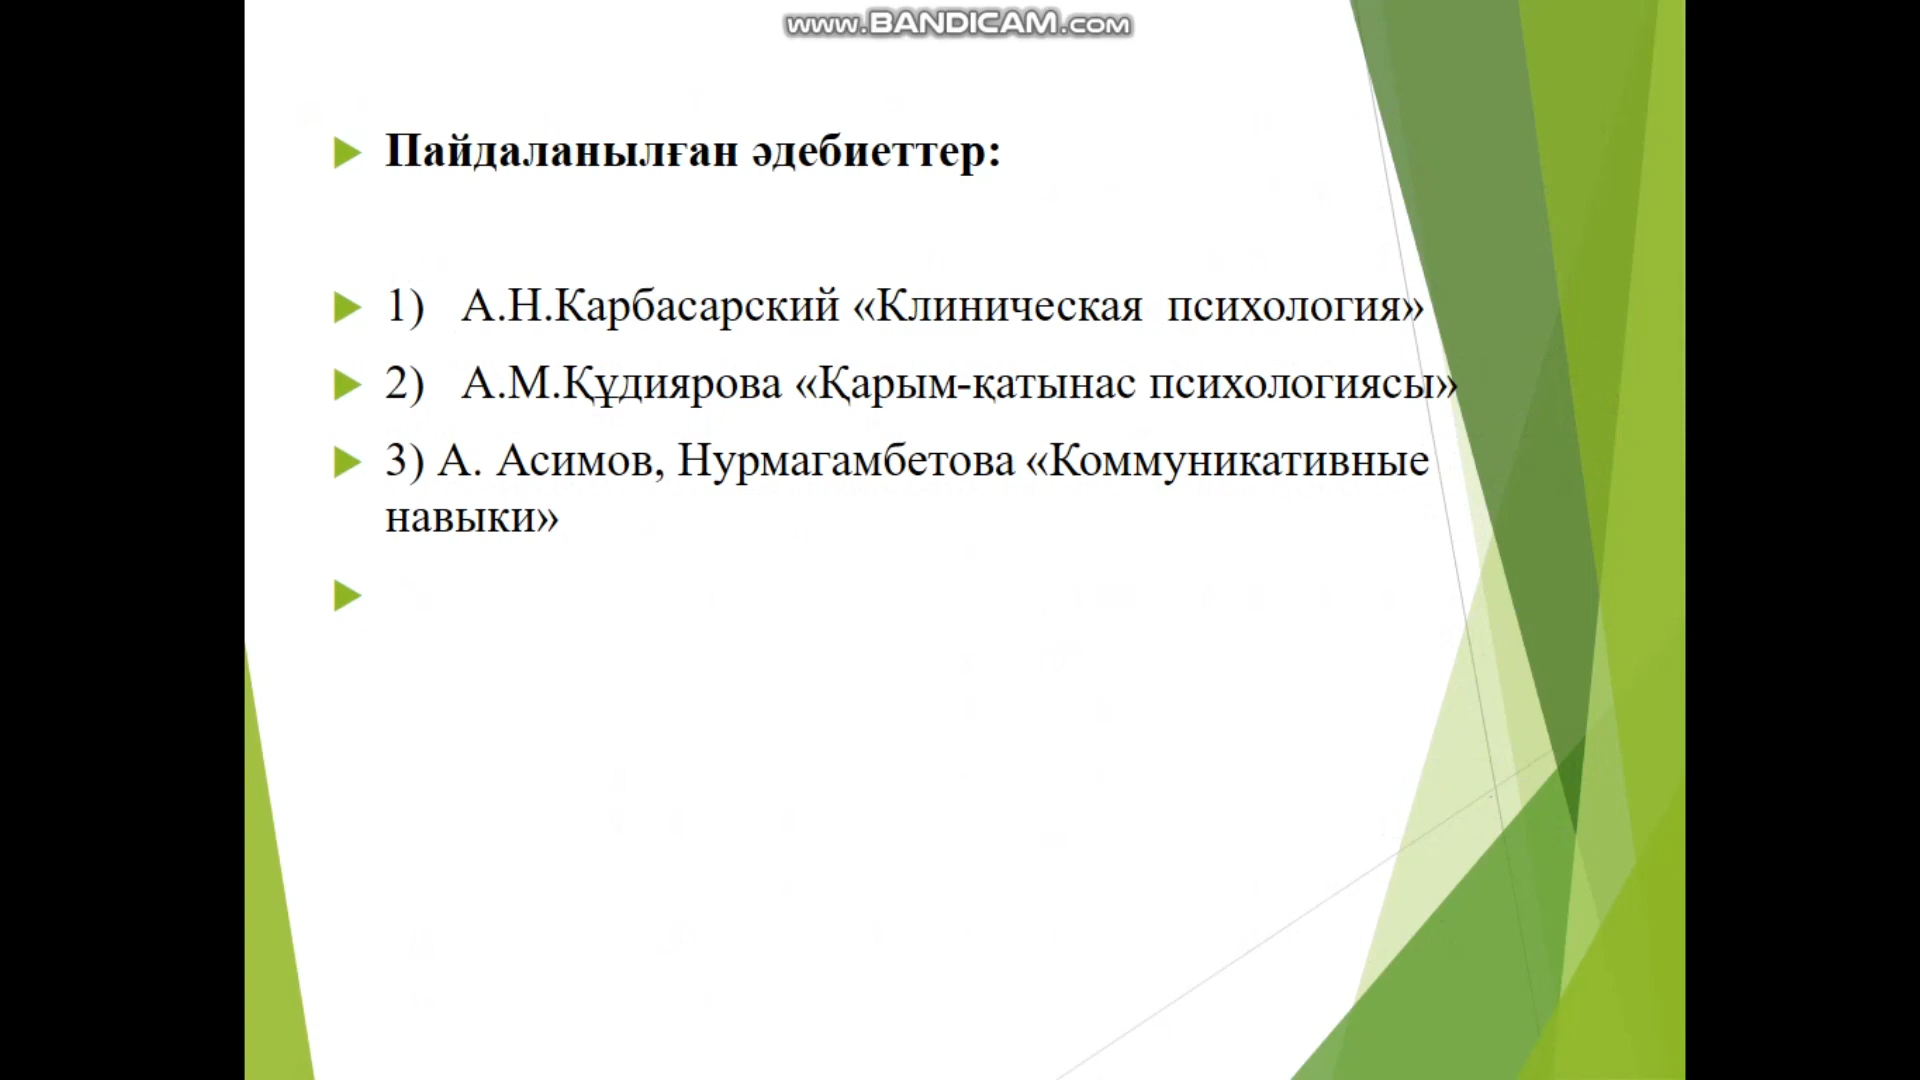 www.BANDICAM.com
Пайдаланылған әдебиеттер:
1) А.Н.Карбасарский «Клиническая психология»
2) А.М.Құдиярова «Қарым-қатынас психологиясы»
3) А. Асимов, Нурмагамбетова «Коммуникативные
навыки»